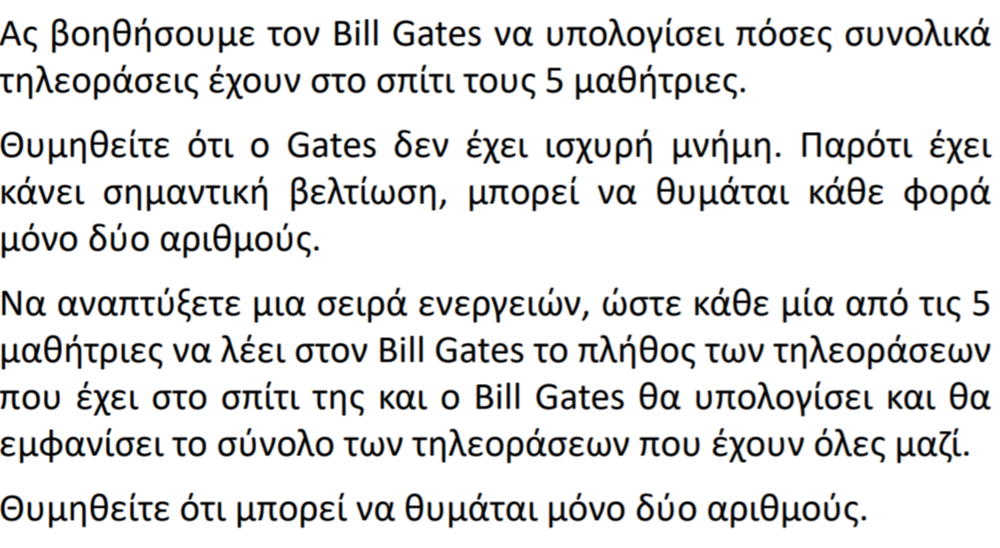 Ας βοηθήσουμε τον Bill Gates να υπολογίσει πόσες συνολικά
τηλεοράσεις έχουν στο σπίτι τους 5 μαθήτριες.
Θυμηθείτε ότι ο Gates δεν έχει ισχυρή μνήμη. Παρότι έχει
κάνει σημαντική βελτίωση, μπορεί να θυμάται κάθε φορά
μόνο δύο αριθμούς.
Να αναπτύξετε μια σειρά ενεργειών, ώστε κάθε μία από τις 5
μαθήτριες να λέει στον Bill Gates το πλήθος των τηλεοράσεων
που έχει στο σπίτι της και ο Bill Gates θα υπολογίσει και θα
εμφανίσει το σύνολο των τηλεοράσεων που έχουν όλες μαζί.
Θυμηθείτε ότι μπορεί να θυμάται μόνο δύο αριθμούς.